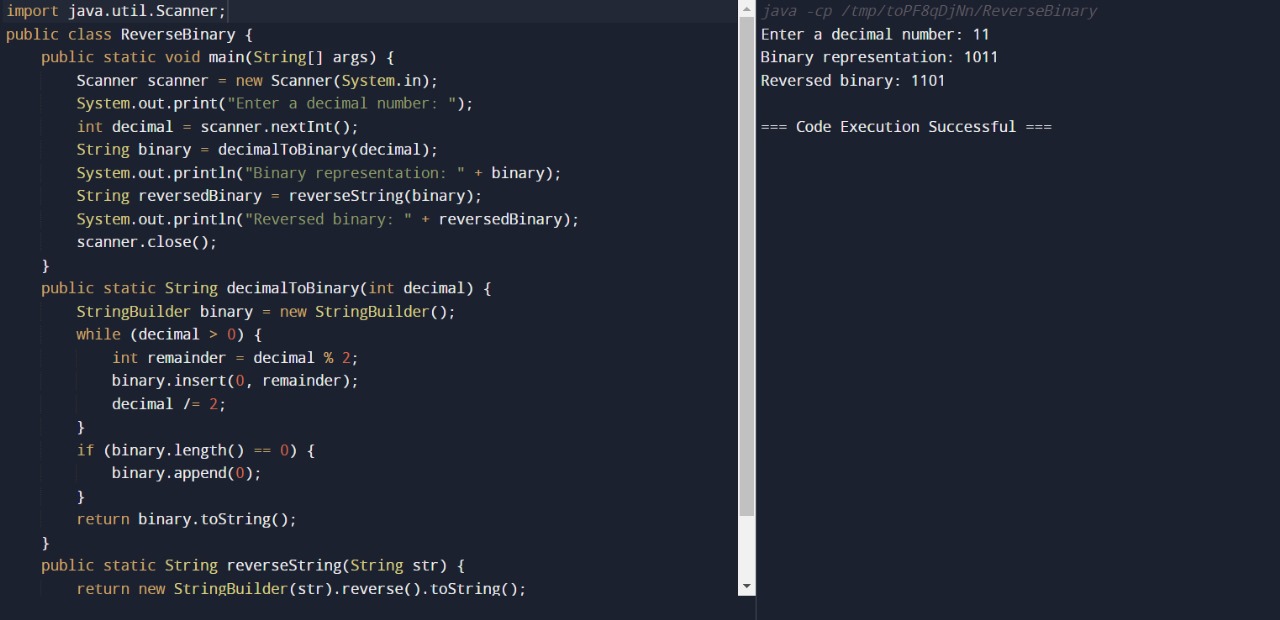 import java.util.Scanner;
public class ReverseBinary {
    public static void main(String[] args) {
        Scanner scanner = new Scanner(System.in);
        System.out.print("Enter a decimal number: ");
        int decimal = scanner.nextInt();
        String binary = decimalToBinary(decimal);
        System.out.println("Binary representation: " + binary);
        String reversedBinary = reverseString(binary);
        System.out.println("Reversed binary: " + reversedBinary);
        scanner.close();
    }
    public static String decimalToBinary(int decimal) {
        StringBuilder binary = new StringBuilder();
        while (decimal > 0) {
            int remainder = decimal % 2;
            binary.insert(0, remainder);
            decimal /= 2;
        }
        if (binary.length() == 0) {
            binary.append(0);
        }
        return binary.toString();
    }
    public static String reverseString(String str) {
        return new StringBuilder(str).reverse().toString();
java -cp /tmp/toPF8qDjNn/ReverseBinary
Enter a decimal number: 11
Binary representation: 1011
Reversed binary: 1101
=== Code Execution Successful ===